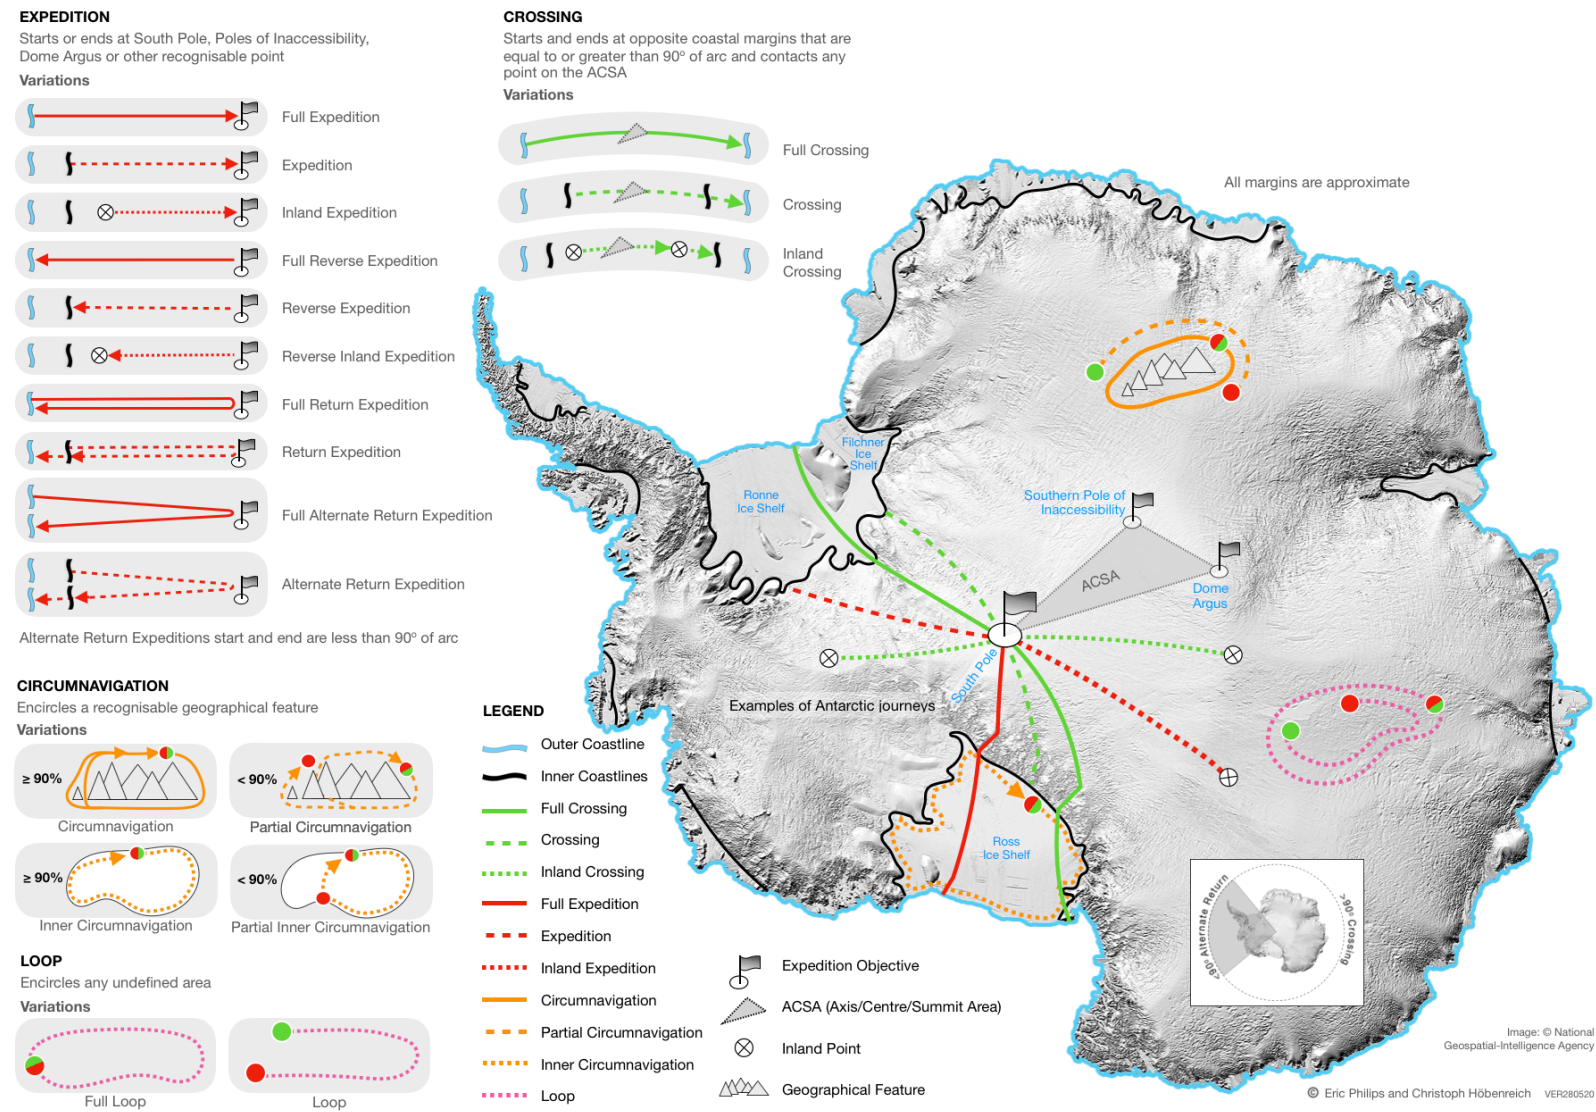 EXPEDITION
Starts or ends at South Pole, Poles of Inaccessibility,
Dome Argus or other recognisable point
Variations
Full Expedition
Expedition
Inland Expedition
Full Reverse Expedition
Reverse Expedition
Reverse Inland Expedition
Full Return Expedition
Return Expedition
Full Alternate Return Expedition
Alternate Return Expedition
Alternate Return Expeditions start and end are less than 90º of arc
CIRCUMNAVIGATION
Encircles a recognisable geographical feature
Variations
≥ 90%
Circumnavigation
< 90%
Partial Circumnavigation
≥ 90%
Inner Circumnavigation
< 90%
Partial Inner Circumnavigation
LOOP
Encircles any undefined area
Variations
Full Loop
Loop
CROSSING
Starts and ends at opposite coastal margins that are
equal to or greater than 90º of arc and contacts any
point on the ACSA
Variations
Full Crossing
Crossing
Inland
Crossing
All margins are approximate
Filchner
Ice
Shelf
Ronne
Ice Shelf
Southern Pole of
Inaccessibility
ACSA
Dome
Argus
South Pole
Examples of Antarctic journeys
Ross
Ice Shelf
LEGEND
Outer Coastline
Inner Coastlines
Full Crossing
Crossing
Inland Crossing
Full Expedition
Expedition
Inland Expedition
Circumnavigation
Partial Circumnavigation
Inner Circumnavigation
Loop
Expedition Objective
ACSA (Axis/Centre/Summit Area)
Inland Point
Geographical Feature
<90º Alternate Return
>90º Crossing
Image: © National
Geospatial-Intelligence Agency
© Eric Philips and Christoph Höbenreich VER280520